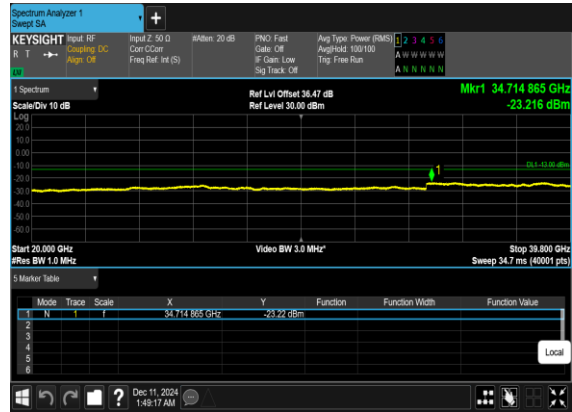 Spectrum Analyzer 1
Swept SA
+
KEYSIGHT Input: RF Input Z: 50 Ω #Atten: 20 dB PNO: Fast Avg Type: Power (RMS) 1 2 3 4 5 6
R T Coupling: DC Corr CCorr Gate: Off Avg|Hold: 100/100 A W W W W W
Align: Off Freq Ref: Int (S) IF Gain: Low Trig: Free Run
Sig Track: Off A N N N N N
1 Spectrum Ref Lvl Offset 36.47 dB Mkr1 34.714 865 GHz
Scale/Div 10 dB Ref Level 30.00 dBm -23.216 dBm
Log
20.0
10.0
0.00
-10.0 DL1 -13.00 dBm
1
-20.0
-30.0
-40.0
-50.0
-60.0
Start 20.000 GHz Video BW 3.0 MHz* Stop 39.800 GHz
#Res BW 1.0 MHz Sweep 34.7 ms (40001 pts)
5 Marker Table
Mode Trace Scale X Y Function Function Width Function Value
1 N 1 f 34.714 865 GHz -23.22 dBm
2
3
4
5
6
Local
? Dec 11, 2024
1:49:17 AM